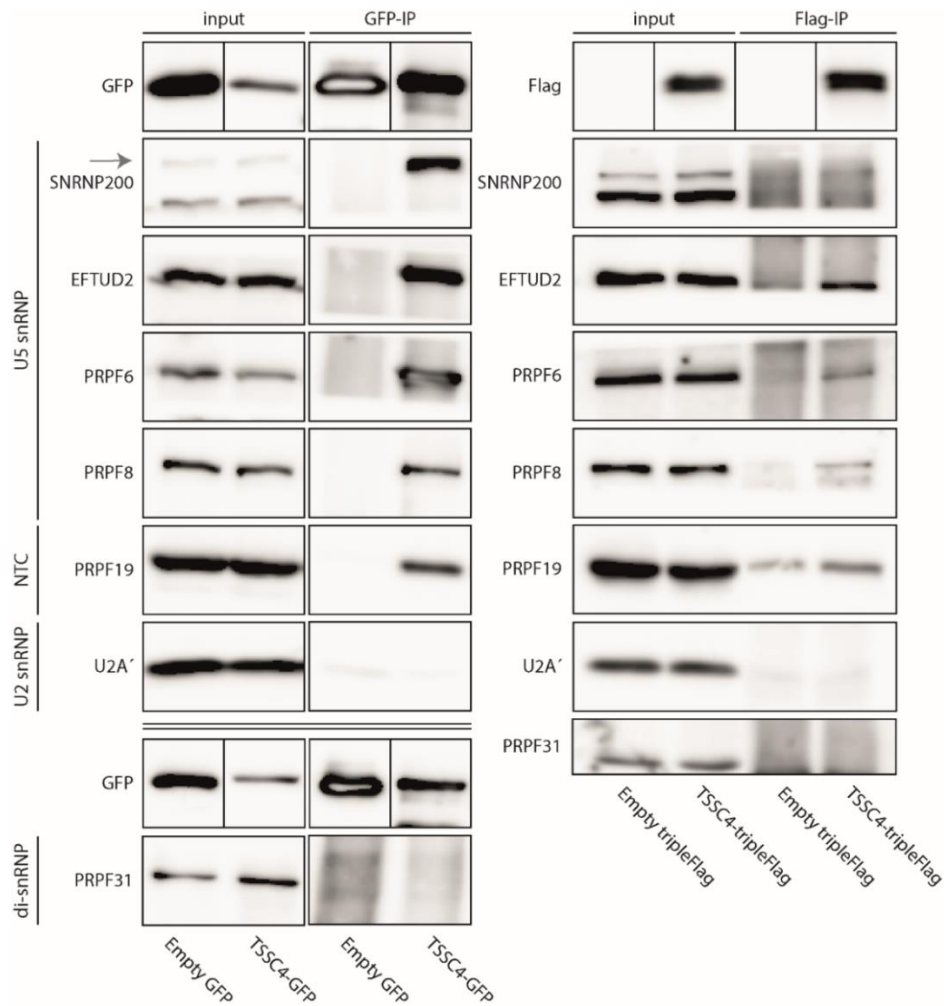 input GFP-IP
GFP
SNRNP200
EFTUD2
PRPF6
PRPF8
PRPF19
U2A´
GFP
PRPF31
U5 snRNP
NTC
U2 snRNP
di-snRNP
Empty GFP
TSSC4-GFP
Empty GFP
TSSC4-GFP
input Flag-IP
Flag
SNRNP200
EFTUD2
PRPF6
PRPF8
PRPF19
U2A´
PRPF31
Empty tripleFlag
TSSC4-tripleFlag
Empty tripleFlag
TSSC4-tripleFlag